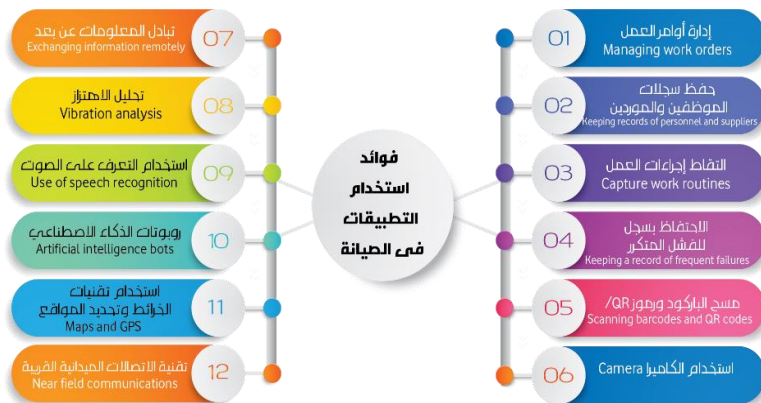 فوائد
استخدام
التطبيقات
في الصيانة
01
إدارة أوامر العمل
Managing work orders
02
حفظ سجلات
الموظفين والموردين
Keeping records of personnel and suppliers
03
التقاط إجراءات العمل
Capture work routines
04
الاحتفاظ بسجل
للفشل المتكرر
Keeping a record of frequent failures
05
مسح الباركود ورموز QR/
Scanning barcodes and QR codes
06
استخدام الكاميرا Camera
07
تبادل المعلومات عن بعد
Exchanging information remotely
08
تحليل الاهتزاز
Vibration analysis
09
استخدام التعرف على الصوت
Use of speech recognition
10
روبوتات الذكاء الاصطناعي
Artificial intelligence bots
11
استخدام تقنيات
الخرائط وتحديد المواقع
Maps and GPS
12
تقنية الاتصالات الميدانية القريبة
Near field communications